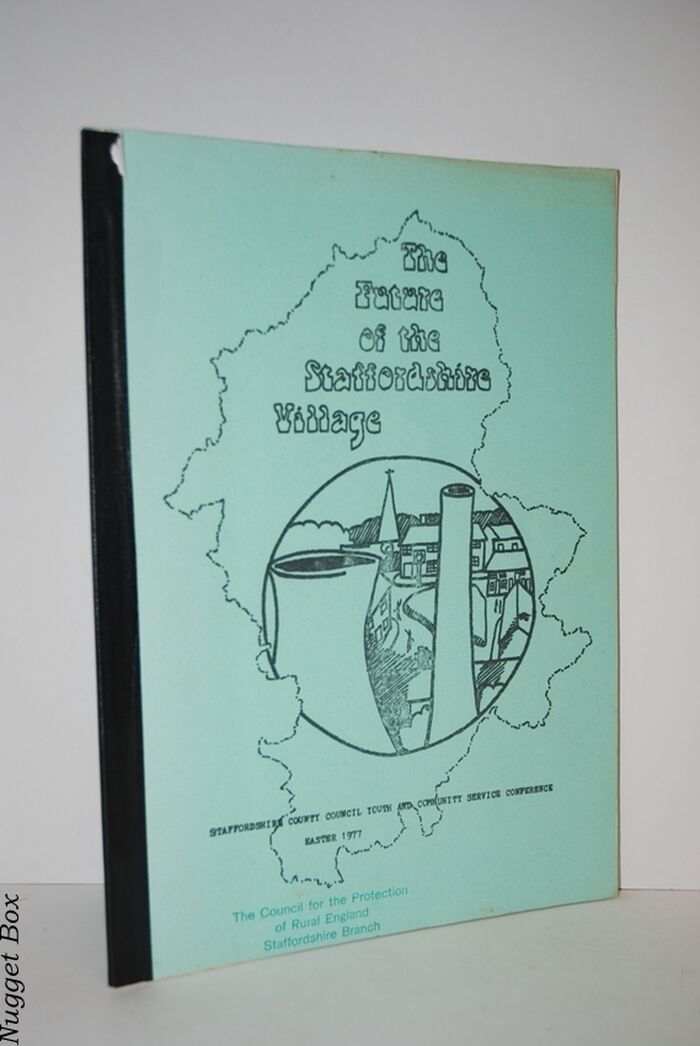 The
Future
of the
Staffordshire
Village
STAFFORDSHIRE COUNTY COUNCIL YOUTH AND COMMUNITY SERVICE CONFERENCE
EASTER 1977
The Council for the Protection
of Rural England
Staffordshire Branch
Nugget Box